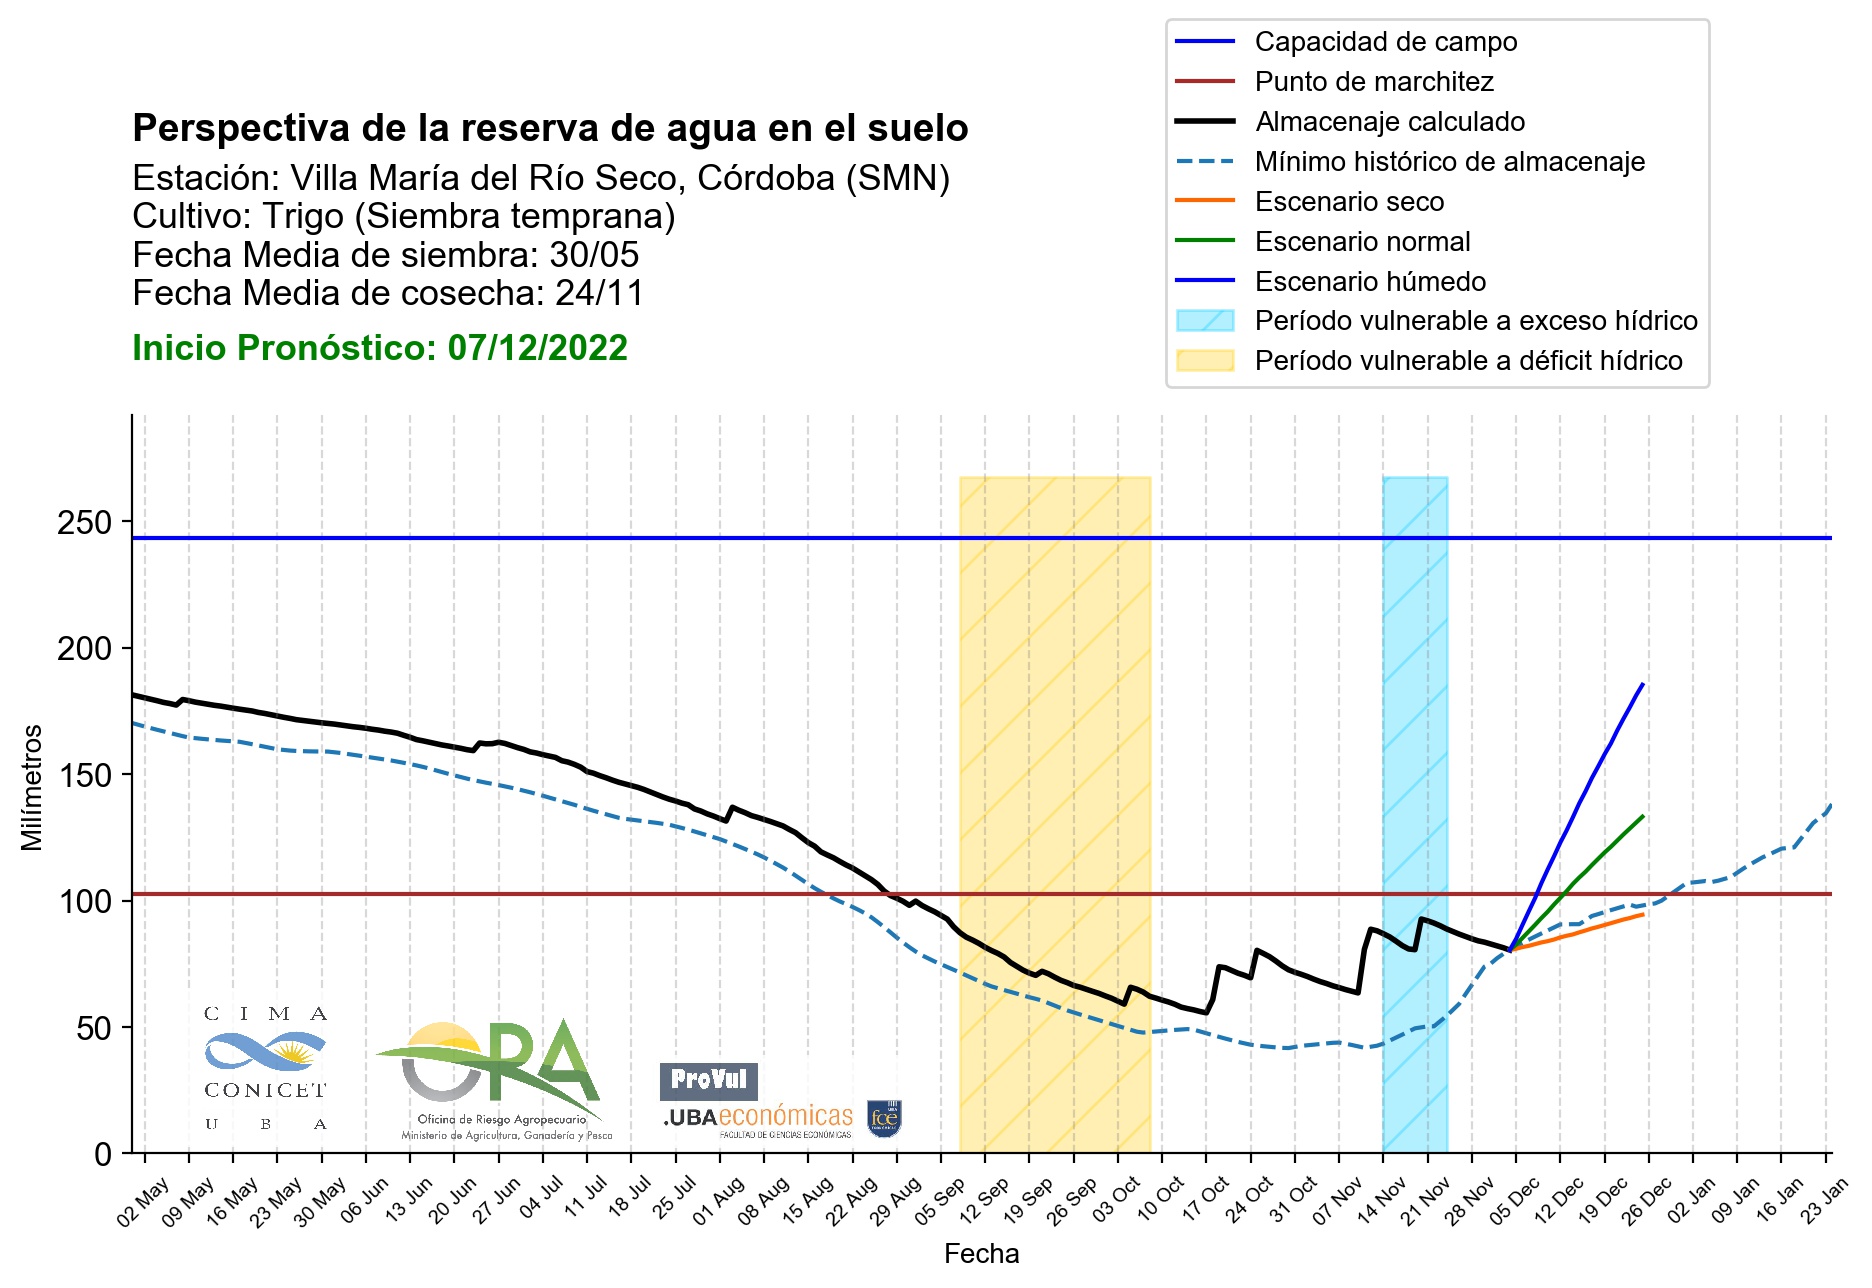 Capacidad de campo
Punto de marchitez
Almacenaje calculado
Mínimo histórico de almacenaje
Escenario seco
Escenario normal
Escenario húmedo
Período vulnerable a exceso hídrico
Período vulnerable a déficit hídrico
Perspectiva de la reserva de agua en el suelo
Estación: Villa María del Río Seco, Córdoba (SMN)
Cultivo: Trigo (Siembra temprana)
Fecha Media de siembra: 30/05
Fecha Media de cosecha: 24/11
Inicio Pronóstico: 07/12/2022
Milímetros
250
200
150
100
50
0
CIMA
CONICET
UBA
ORA
Oficina de Riesgo Agropecuario
Ministerio de Agricultura, Ganadería y Pesca
ProVul
.UBAeconómicas
FACULTAD DE CIENCIAS ECONÓMICAS
fce
02 May
09 May
16 May
23 May
30 May
06 Jun
13 Jun
20 Jun
27 Jun
04 Jul
11 Jul
18 Jul
25 Jul
01 Aug
08 Aug
15 Aug
22 Aug
29 Aug
05 Sep
12 Sep
19 Sep
26 Sep
03 Oct
10 Oct
17 Oct
24 Oct
31 Oct
07 Nov
14 Nov
21 Nov
28 Nov
05 Dec
12 Dec
19 Dec
26 Dec
02 Jan
09 Jan
16 Jan
23 Jan
Fecha